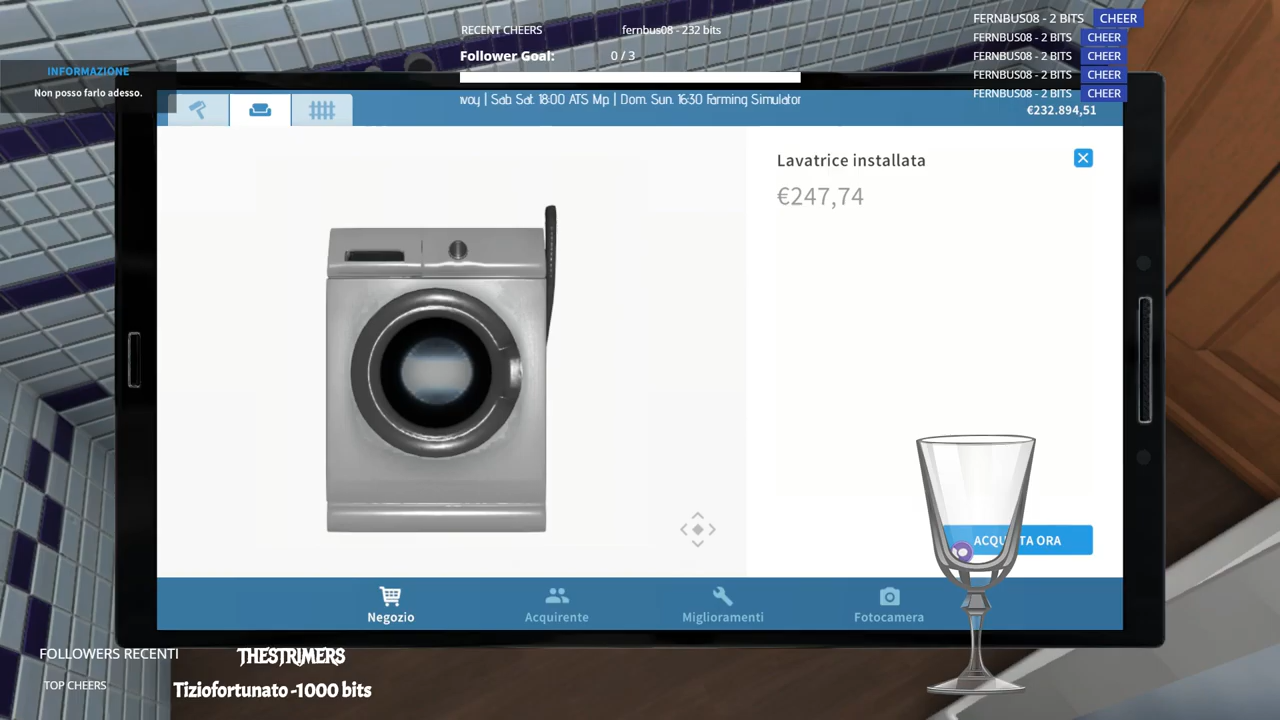 RECENT CHEERS
fernbus08 - 232 bits
Follower Goal:
0 / 3
FERNBUS08 - 2 BITS CHEER
FERNBUS08 - 2 BITS CHEER
FERNBUS08 - 2 BITS CHEER
FERNBUS08 - 2 BITS CHEER
FERNBUS08 - 2 BITS CHEER
INFORMAZIONE
Non posso farlo adesso.
| Sab Sat. 18:00 ATS Mp | Dom. Sun. 16:30 Farming Simulator
€232.894,51
Lavatrice installata
€247,74
ORA
Negozio
Acquirente
Miglioramenti
Fotocamera
FOLLOWERS RECENTI
THESTRIMERS
TOP CHEERS
Tiziofortunato -1000 bits